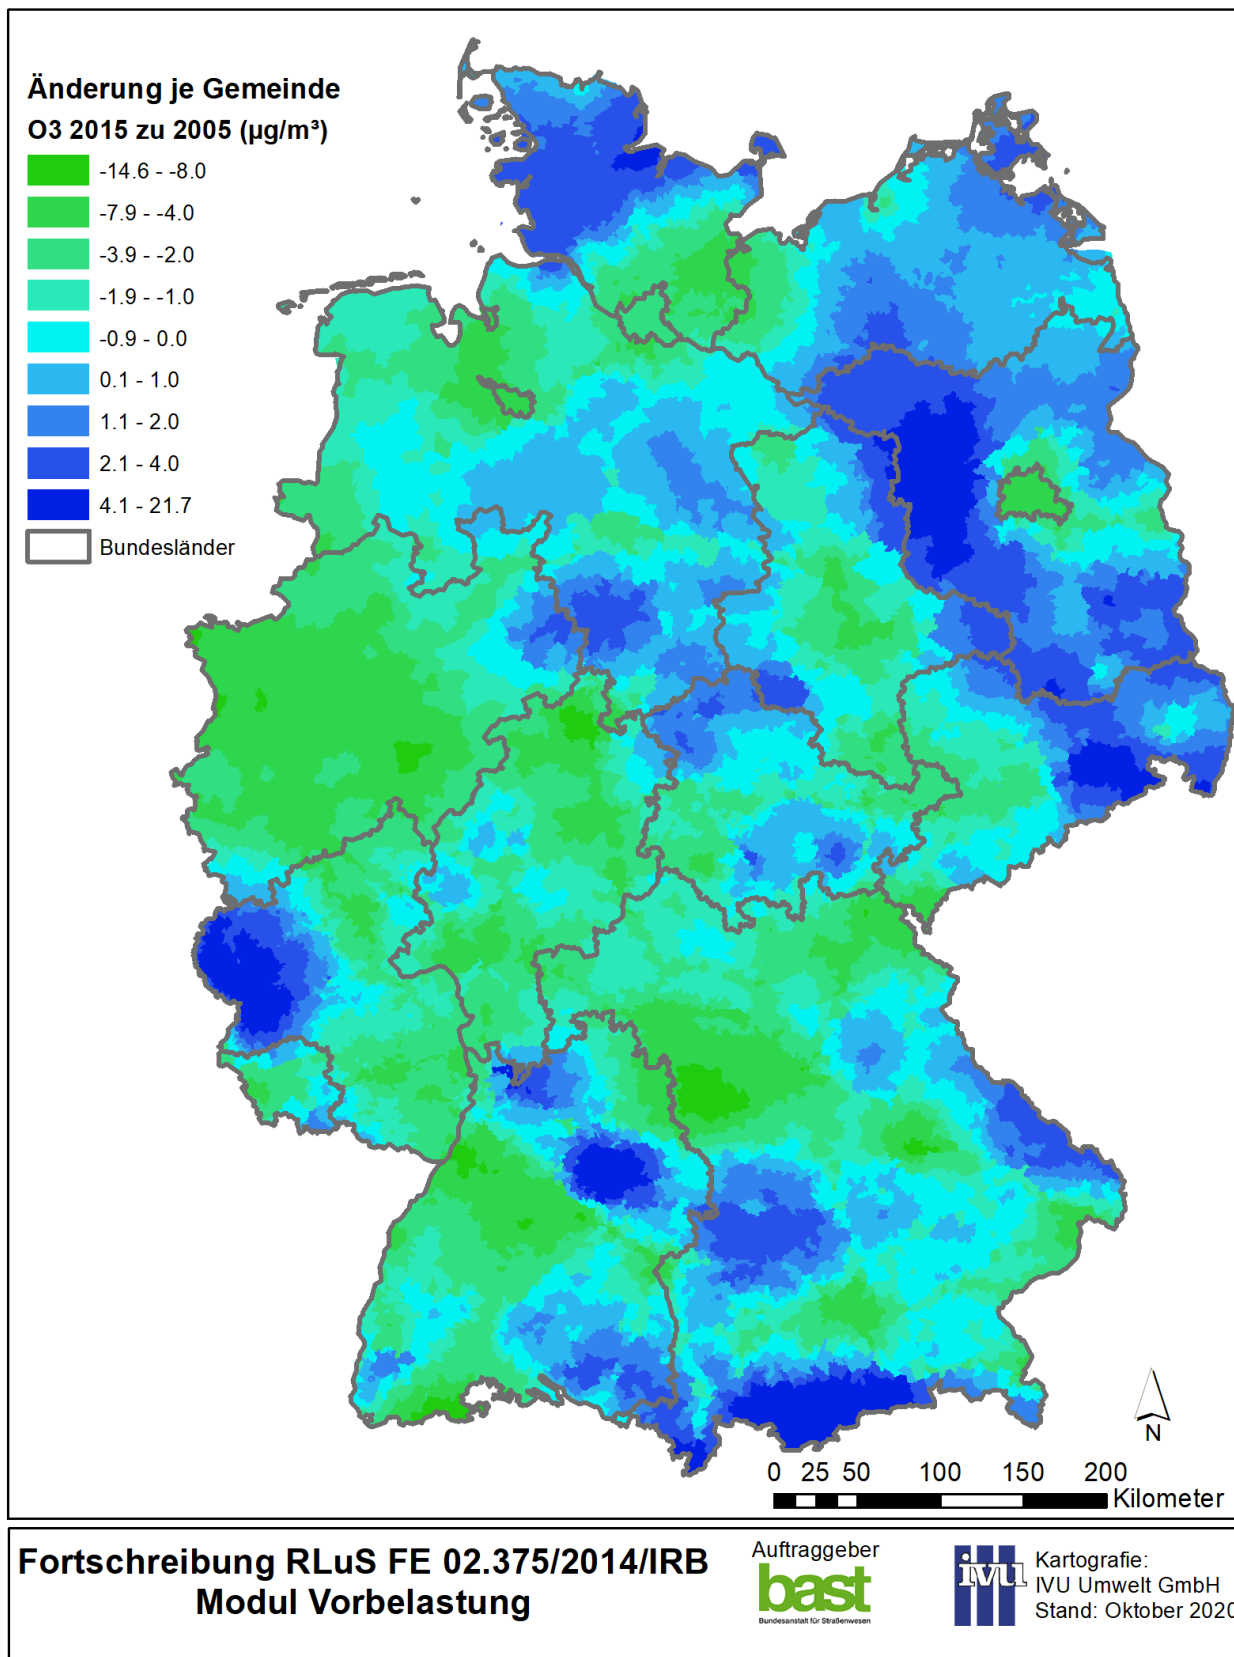 Änderung je Gemeinde
O3 2015 zu 2005 (µg/m³)
-14.6 - -8.0
-7.9 - -4.0
-3.9 - -2.0
-1.9 - -1.0
-0.9 - 0.0
0.1 - 1.0
1.1 - 2.0
2.1 - 4.0
4.1 - 21.7
Bundesländer
N
0 25 50 100 150 200
Kilometer
Fortschreibung RLuS FE 02.375/2014/IRB
Modul Vorbelastung
Auftraggeber
bast
Bundesanstalt für Straßenwesen
ivu
Kartografie:
IVU Umwelt GmbH
Stand: Oktober 2020